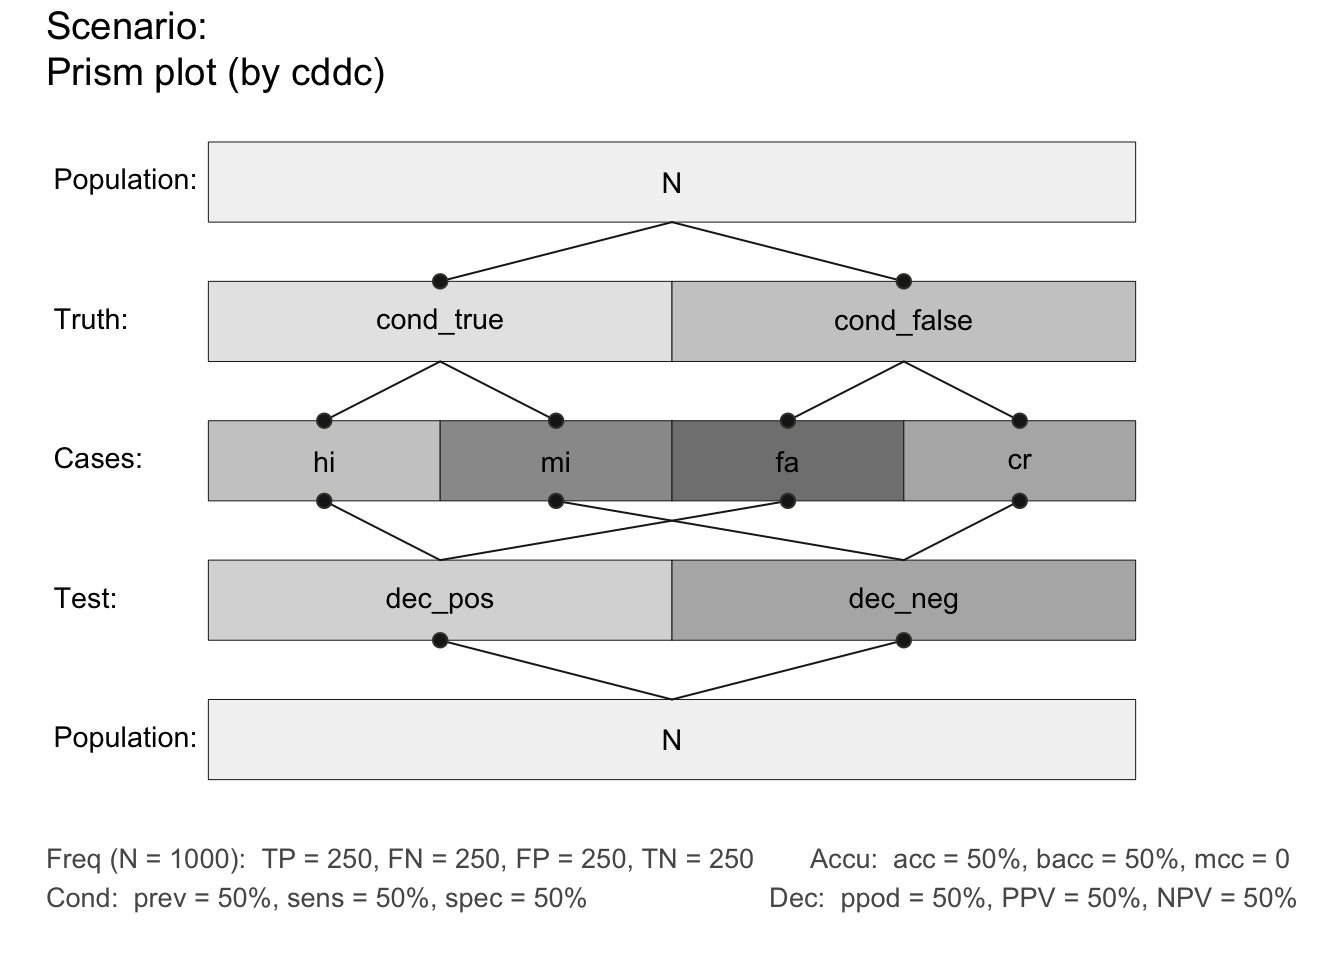 Scenario:
Prism plot (by cddc)
Population:
N
Truth:
cond_true
cond_false
Cases:
hi
mi
fa
cr
Test:
dec_pos
dec_neg
Population:
N
Freq (N = 1000):  TP = 250, FN = 250, FP = 250, TN = 250
Accu:  acc = 50%, bacc = 50%, mcc = 0
Cond:  prev = 50%, sens = 50%, spec = 50%
Dec:  ppod = 50%, PPV = 50%, NPV = 50%